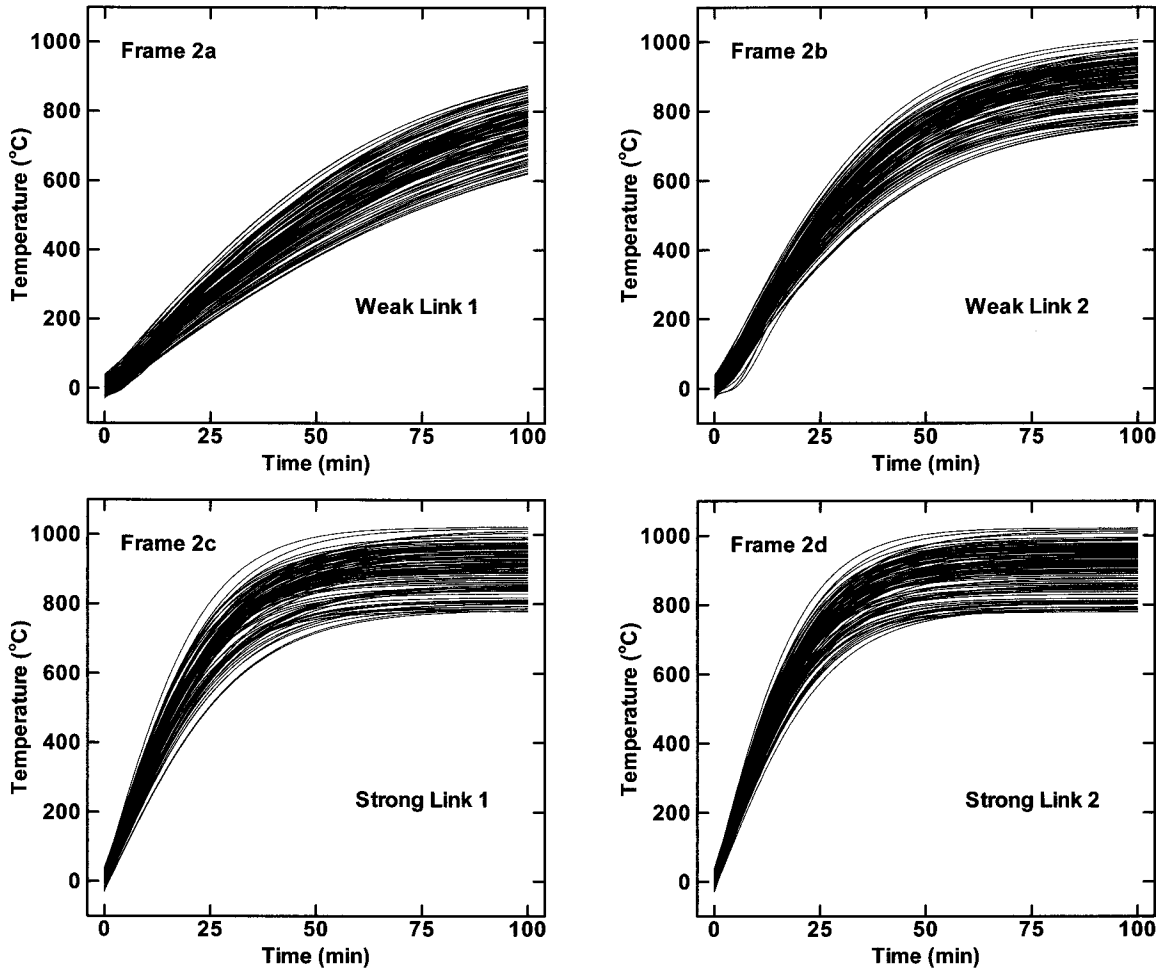 Frame 2a
Temperature (°C)
1000
800
600
400
200
0
Weak Link 1
0 25 50 75 100
Time (min)
Frame 2b
Temperature (°C)
1000
800
600
400
200
0
Weak Link 2
0 25 50 75 100
Time (min)
Frame 2c
Temperature (°C)
1000
800
600
400
200
0
Strong Link 1
0 25 50 75 100
Time (min)
Frame 2d
Temperature (°C)
1000
800
600
400
200
0
Strong Link 2
0 25 50 75 100
Time (min)